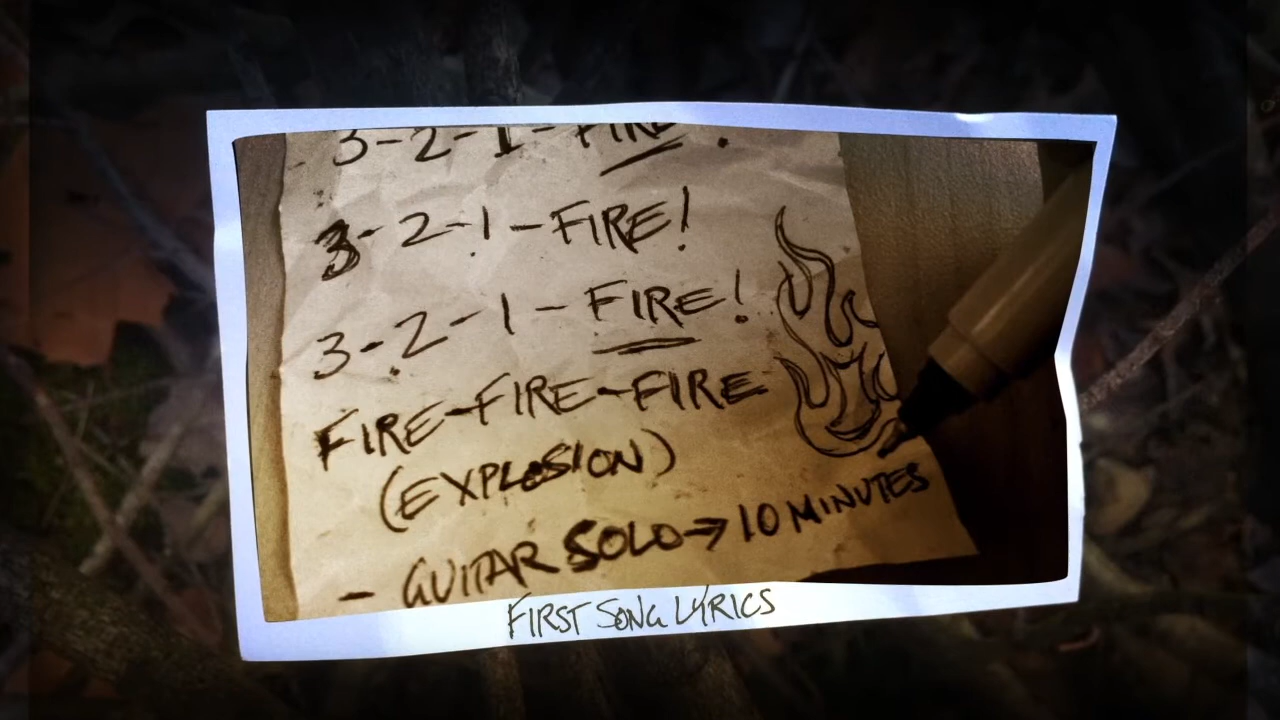 3-2-1-FIRE!
3-2-1-FIRE!
3-2-1-FIRE!
FIRE-FIRE-FIRE
(EXPLOSION)
- GUITAR SOLO→10 MINUTES
FIRST SONG LYRICS